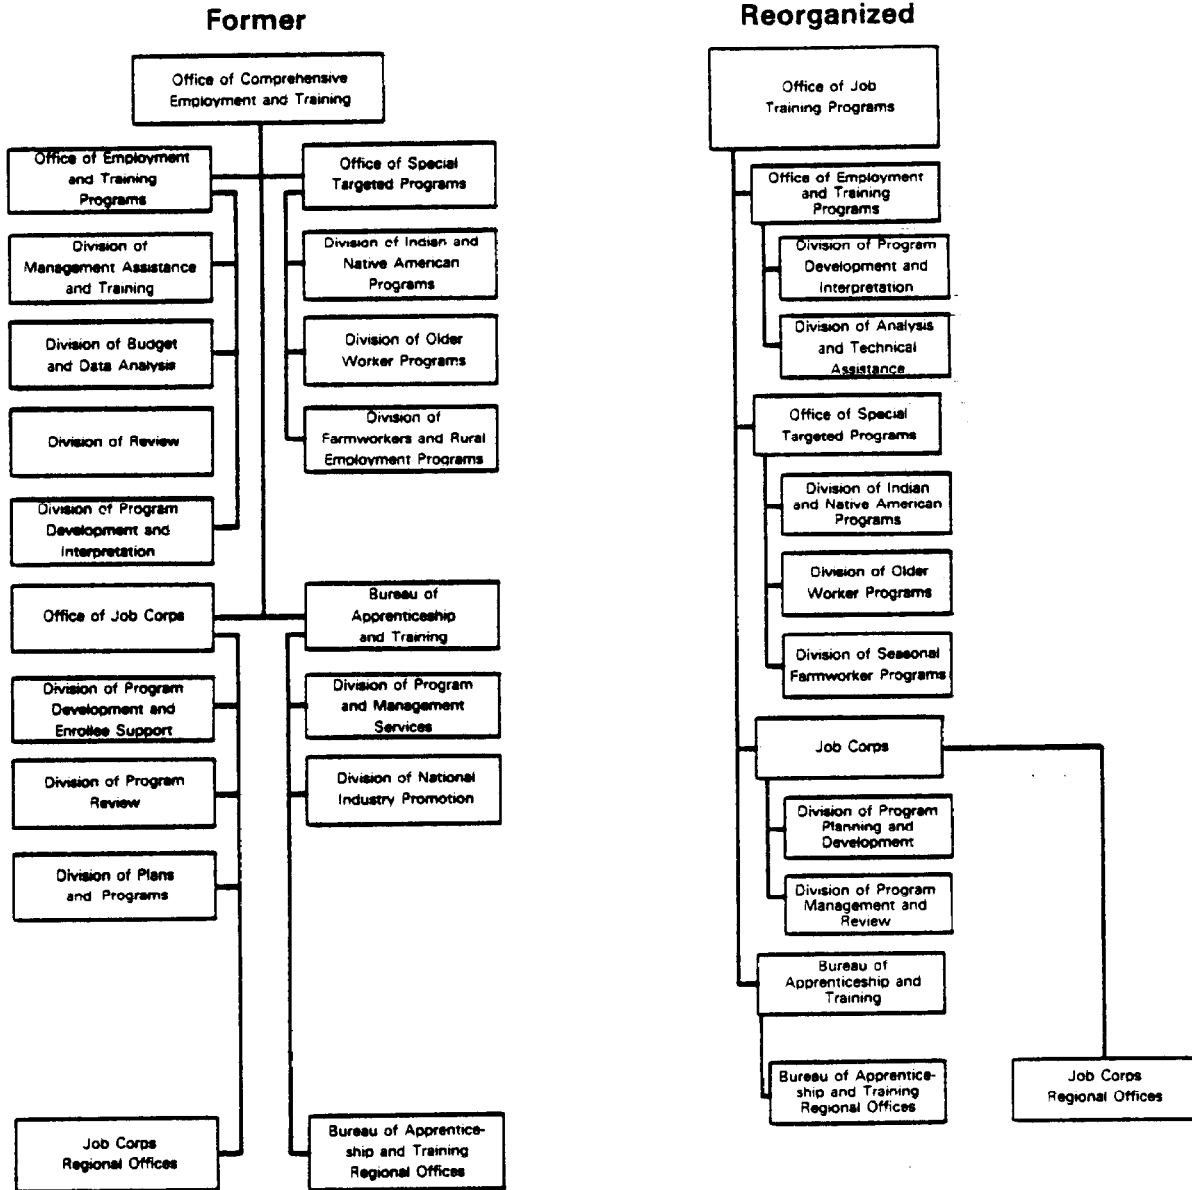 Former
Office of Comprehensive
Employment and Training
Office of Employment
and Training
Programs
Office of Special
Targeted Programs
Division of
Management Assistance
and Training
Division of Indian and
Native American
Programs
Division of Budget
and Data Analysis
Division of Older
Worker Programs
Division of Review
Division of
Farmworkers and Rural
Employment Programs
Division of Program
Development and
Interpretation
Office of Job Corps
Bureau of
Apprenticeship
and Training
Division of Program
Development and
Enrollee Support
Division of Program
and Management
Services
Division of Program
Review
Division of National
Industry Promotion
Division of Plans
and Programs
Job Corps
Regional Offices
Bureau of Apprentice-
ship and Training
Regional Offices
Reorganized
Office of Job
Training Programs
Office of Employment
and Training
Programs
Division of Program
Development and
Interpretation
Division of Analysis
and Technical
Assistance
Office of Special
Targeted Programs
Division of Indian
and Native American
Programs
Division of Older
Worker Programs
Division of Seasonal
Farmworker Programs
Job Corps
Division of Program
Planning and
Development
Division of Program
Management and
Review
Bureau of
Apprenticeship and
Training
Bureau of Apprentice-
ship and Training
Regional Offices
Job Corps
Regional Offices